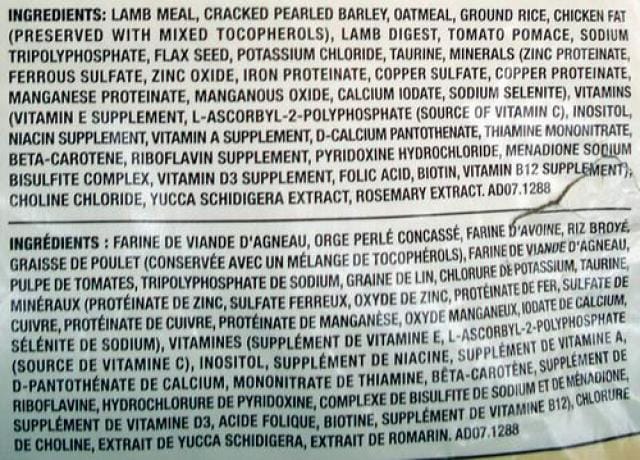 INGREDIENTS: LAMB MEAL, CRACKED PEARLED BARLEY, OATMEAL, GROUND RICE, CHICKEN FAT
(PRESERVED WITH MIXED TOCOPHEROLS), LAMB DIGEST, TOMATO POMACE, SODIUM
TRIPOLYPHOSPHATE, FLAX SEED, POTASSIUM CHLORIDE, TAURINE, MINERALS (ZINC PROTEINATE,
FERROUS SULFATE, ZINC OXIDE, IRON PROTEINATE, COPPER SULFATE, COPPER PROTEINATE,
MANGANESE PROTEINATE, MANGANOUS OXIDE, CALCIUM IODATE, SODIUM SELENITE), VITAMINS
(VITAMIN E SUPPLEMENT, L-ASCORBYL-2-POLYPHOSPHATE (SOURCE OF VITAMIN C), INOSITOL,
NIACIN SUPPLEMENT, VITAMIN A SUPPLEMENT, D-CALCIUM PANTOTHENATE, THIAMINE MONONITRATE,
BETA-CAROTENE, RIBOFLAVIN SUPPLEMENT, PYRIDOXINE HYDROCHLORIDE, MENADIONE SODIUM
BISULFITE COMPLEX, VITAMIN D3 SUPPLEMENT, FOLIC ACID, BIOTIN, VITAMIN B12 SUPPLEMENT),
CHOLINE CHLORIDE, YUCCA SCHIDIGERA EXTRACT, ROSEMARY EXTRACT. AD07.1288
INGRÉDIENTS : FARINE DE VIANDE D'AGNEAU, ORGE PERLÉ CONCASSÉ, FARINE D'AVOINE, RIZ BROYÉ,
GRAISSE DE POULET (CONSERVÉE AVEC UN MÉLANGE DE TOCOPHÉROLS), FARINE DE VIANDE D'AGNEAU,
PULPE DE TOMATES, TRIPOLYPHOSPHATE DE SODIUM, GRAINE DE LIN, CHLORURE DE POTASSIUM, TAURINE,
MINÉRAUX (PROTÉINATE DE ZINC, SULFATE FERREUX, OXYDE DE ZINC, PROTÉINATE DE FER, SULFATE DE
CUIVRE, PROTÉINATE DE CUIVRE, PROTÉINATE DE MANGANÈSE, OXYDE MANGANEUX, IODATE DE CALCIUM,
SÉLÉNITE DE SODIUM), VITAMINES (SUPPLÉMENT DE VITAMINE E, L-ASCORBYL-2-POLYPHOSPHATE
(SOURCE DE VITAMINE C), INOSITOL, SUPPLÉMENT DE NIACINE, SUPPLÉMENT DE VITAMINE A,
D-PANTOTHÉNATE DE CALCIUM, MONONITRATE DE THIAMINE, BÊTA-CAROTÈNE, SUPPLÉMENT DE
RIBOFLAVINE, HYDROCHLORURE DE PYRIDOXINE, COMPLEXE DE BISULFITE DE SODIUM ET DE MÉNADIONE,
SUPPLÉMENT DE VITAMINE D3, ACIDE FOLIQUE, BIOTINE, SUPPLÉMENT DE VITAMINE B12), CHLORURE
DE CHOLINE, EXTRAIT DE YUCCA SCHIDIGERA, EXTRAIT DE ROMARIN. AD07.1288